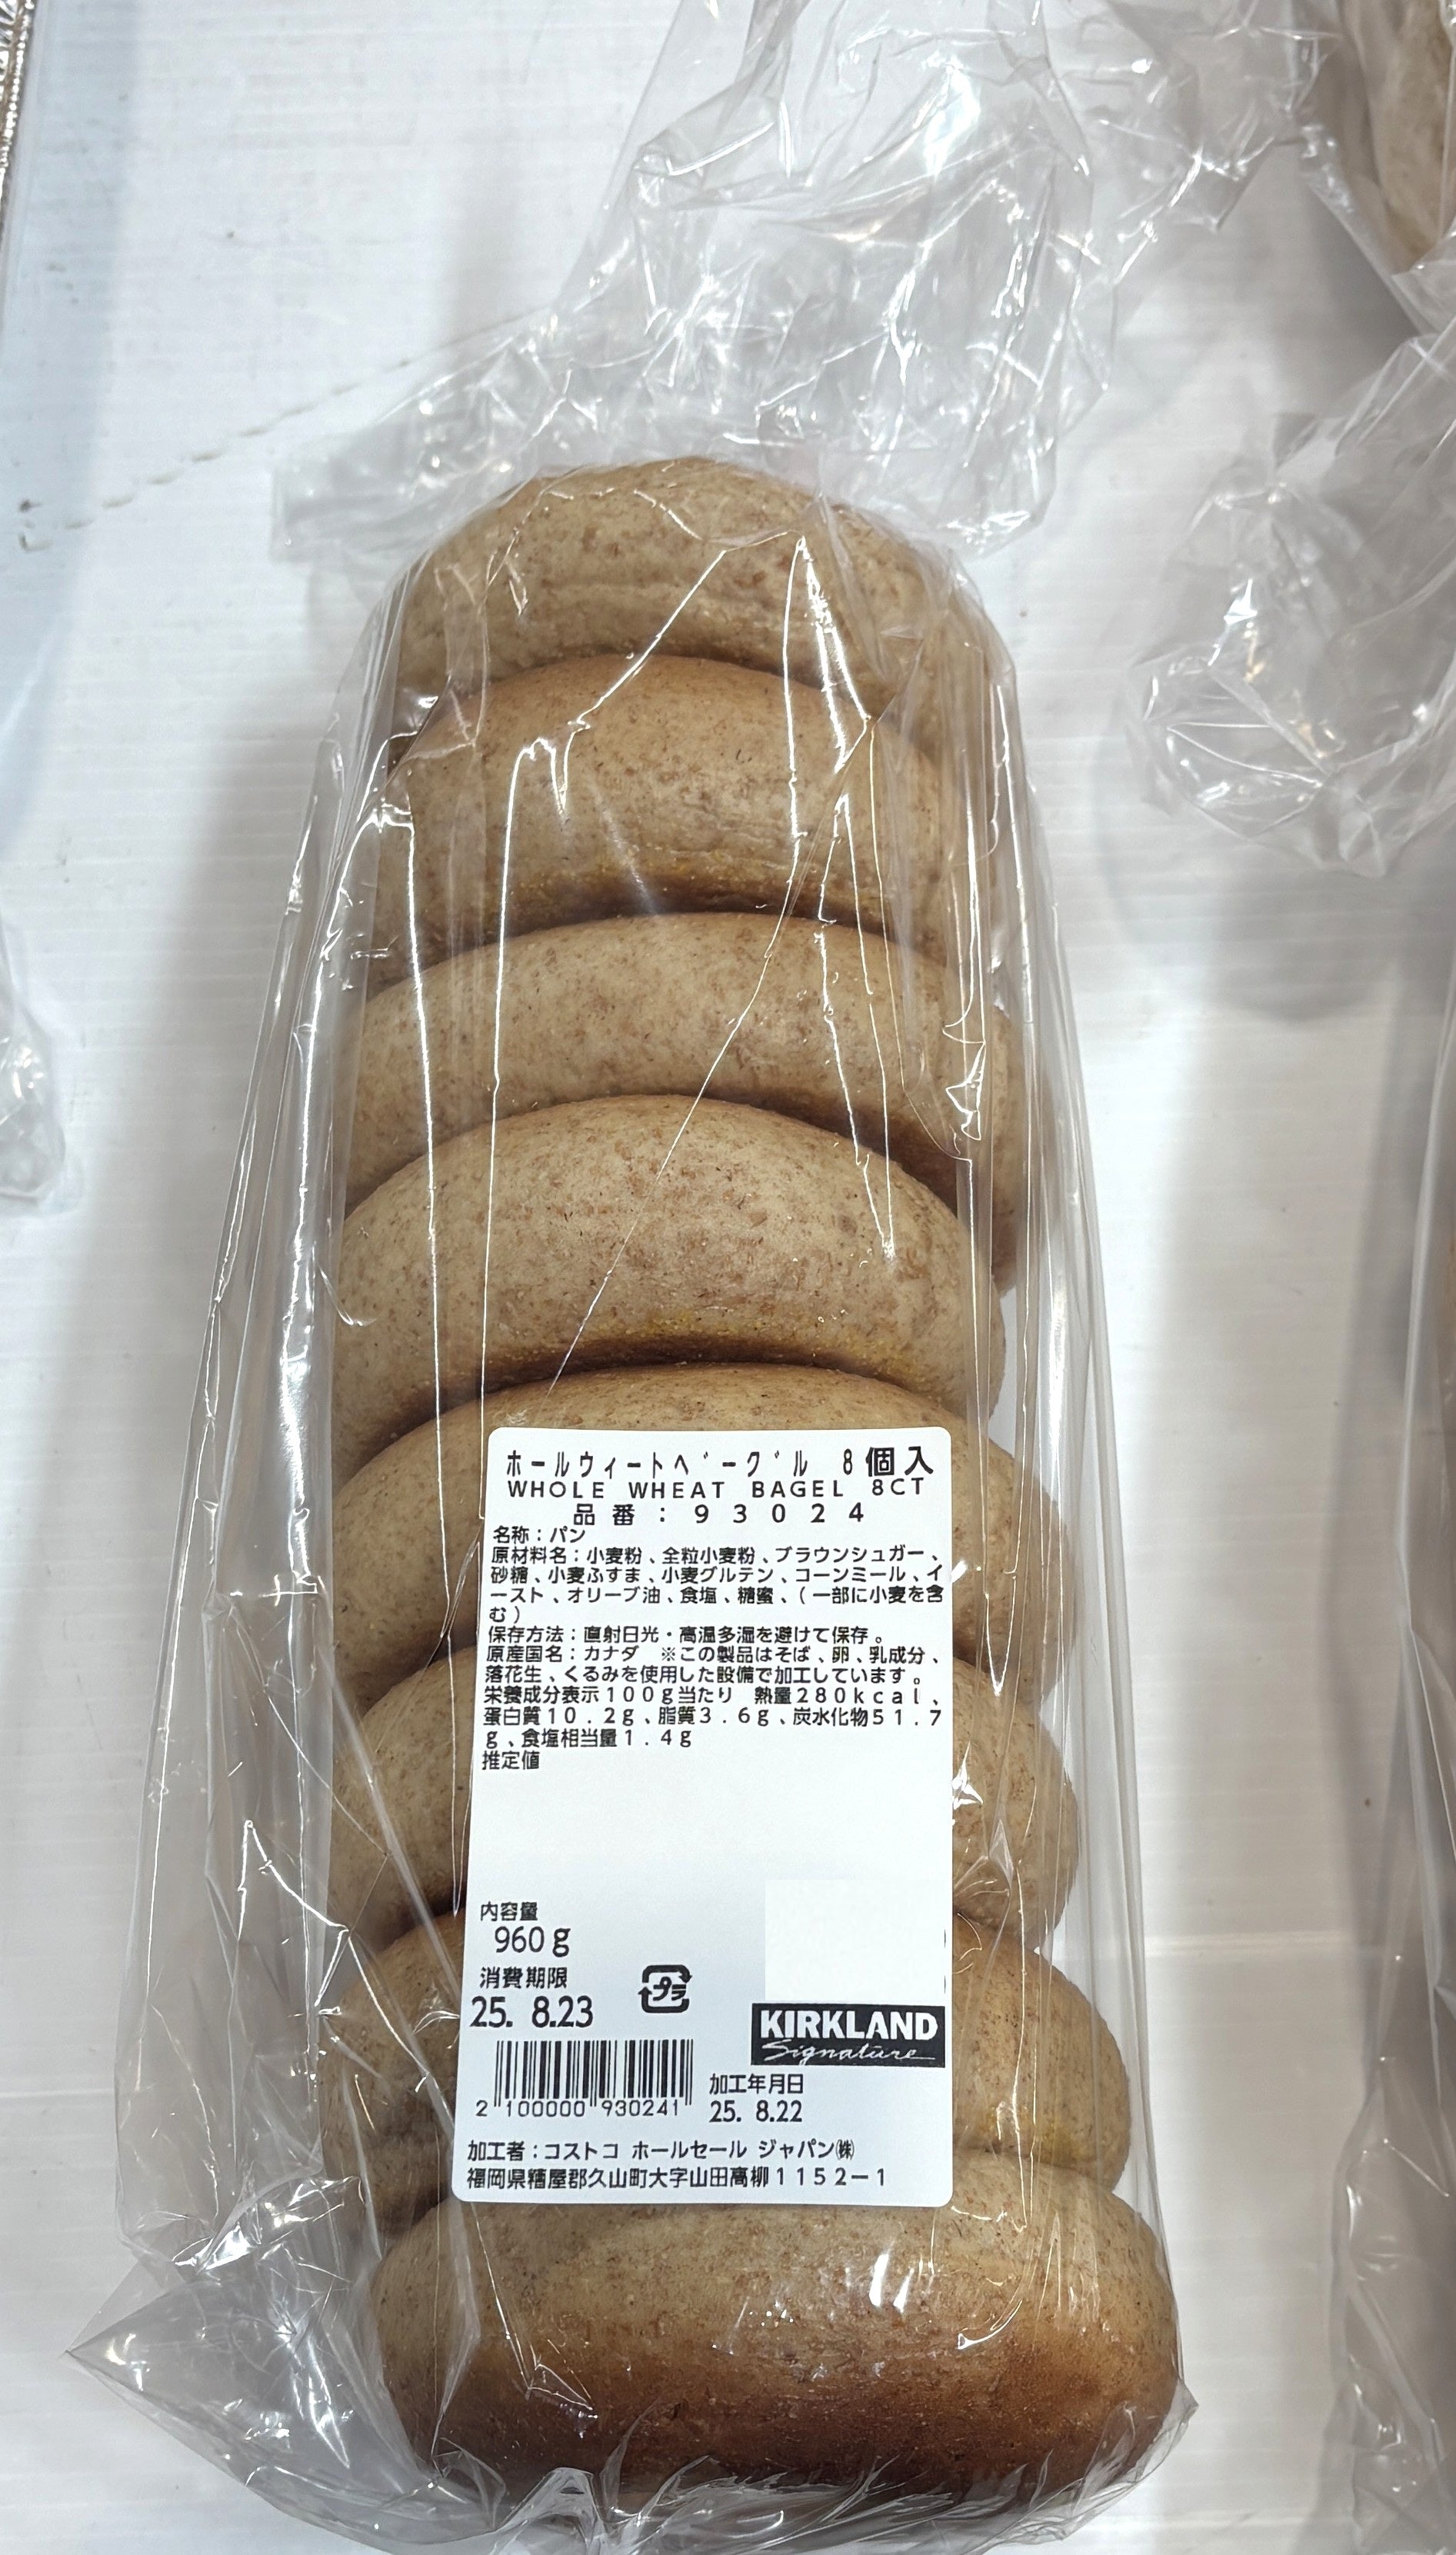 ホールウィートベーグル 8個入
WHOLE WHEAT BAGEL 8CT
品番:93024
名称:パン
原材料名:小麦粉、全粒小麦粉、ブラウンシュガー、
砂糖、小麦ふすま、小麦グルテン、コーンミール、イ
ースト、オリーブ油、食塩、糖蜜、(一部に小麦を含
む)
保存方法:直射日光・高温多湿を避けて保存。
原産国名:カナダ ※この製品はそば、卵、乳成分、
落花生、くるみを使用した設備で加工しています。
栄養成分表示100g当たり 熱量280kcal、
蛋白質10.2g、脂質3.6g、炭水化物51.7
g、食塩相当量1.4g
推定値
内容量
960g
消費期限
25. 8.23
プラ
KIRKLAND
Signature
2 100000 930241
加工年月日
25. 8.22
加工者:コストコ ホールセール ジャパン㈱
福岡県糟屋郡久山町大字山田高柳1152-1